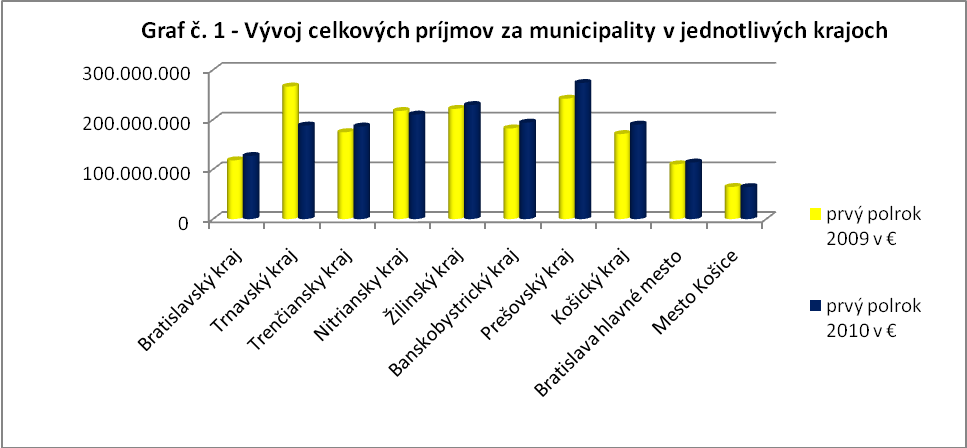 Graf č. 1 - Vývoj celkových príjmov za municipality v jednotlivých krajoch
300.000.000
200.000.000
100.000.000
0
Bratislavský kraj
Trnavský kraj
Trenčiansky kraj
Nitriansky kraj
Žilinský kraj
Banskobystrický kraj
Prešovský kraj
Košický kraj
Bratislava hlavné mesto
Mesto Košice
prvý polrok
2009 v €
prvý polrok
2010 v €